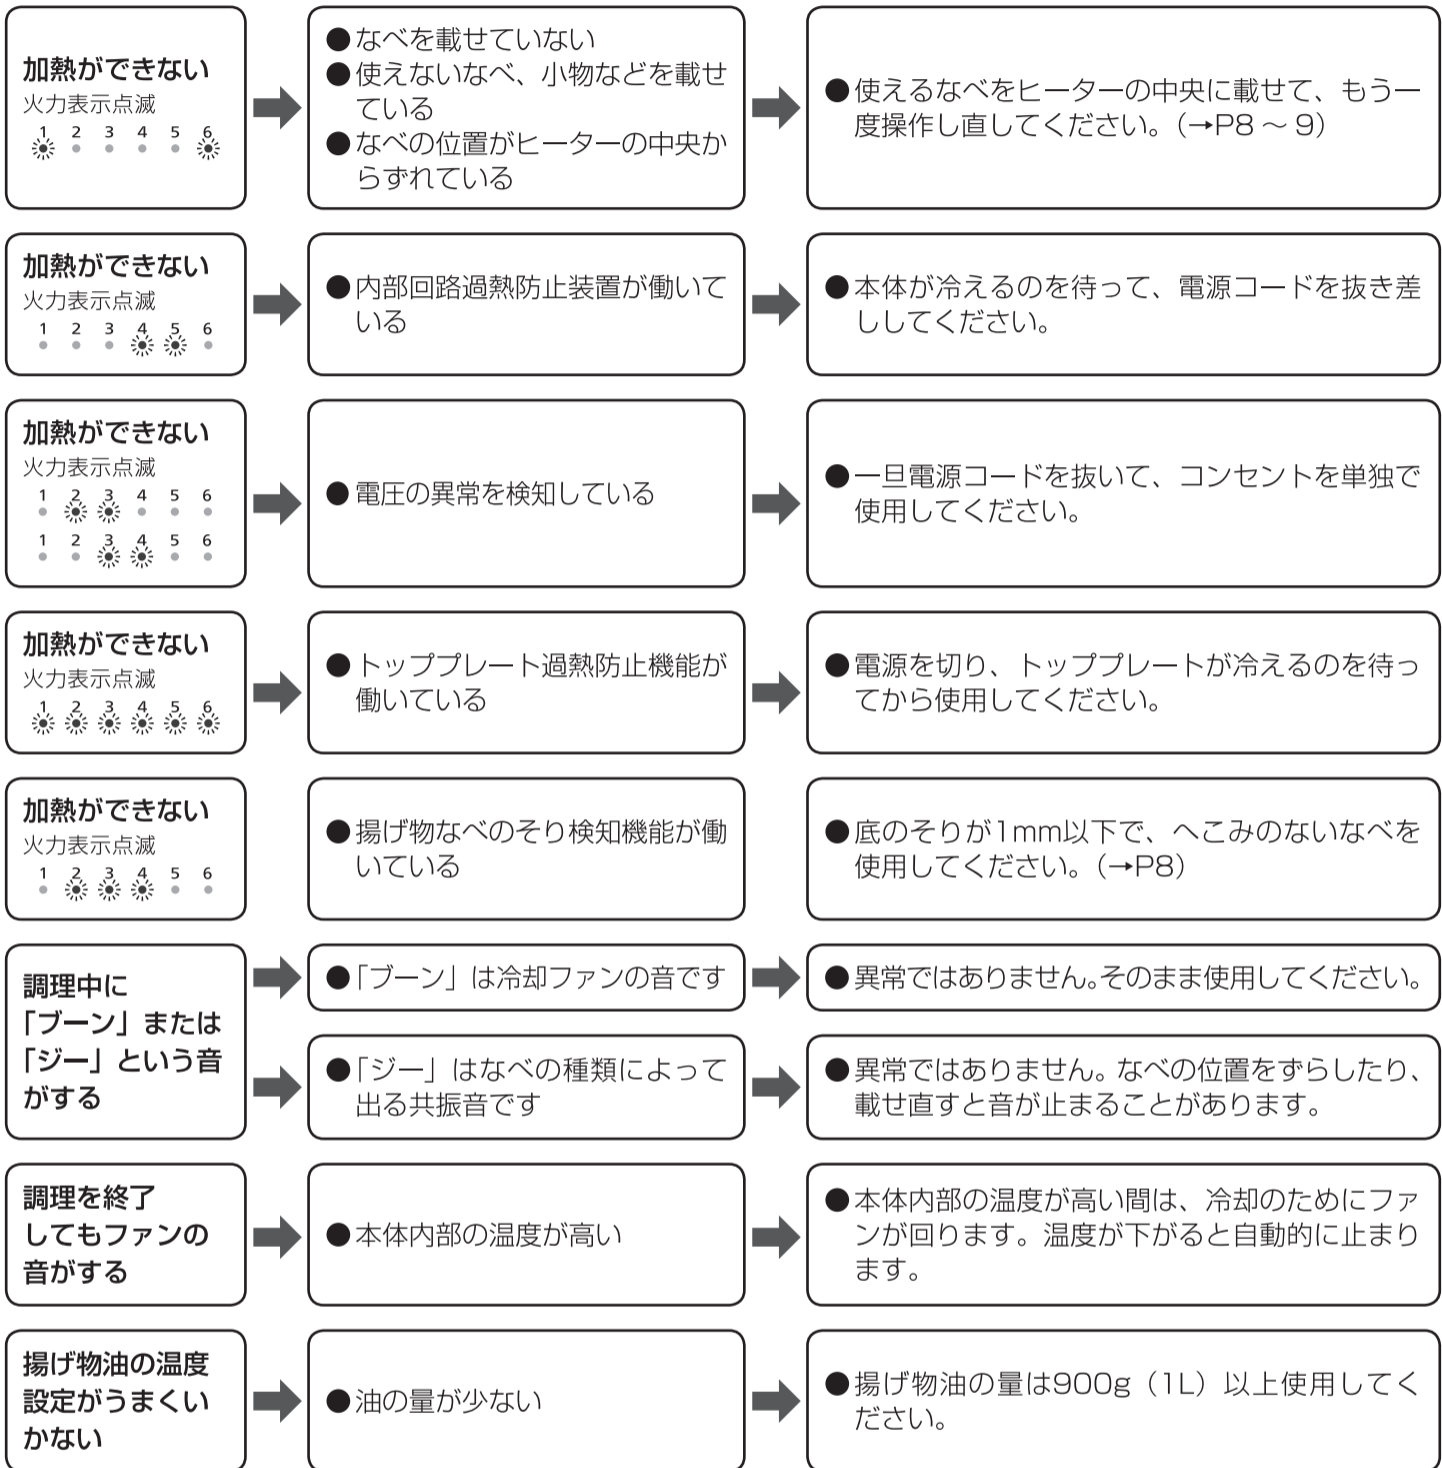 加熱ができない
火力表示点滅
1 2 3 4 5 6
●なべを載せていない
●使えないなべ、小物などを載せ
ている
●なべの位置がヒーターの中央か
らずれている
●使えるなべをヒーターの中央に載せて、もう一
度操作し直してください。（→P8 ～ 9）
加熱ができない
火力表示点滅
1 2 3 4 5 6
●内部回路過熱防止装置が働いて
いる
●本体が冷えるのを待って、電源コードを抜き差
ししてください。
加熱ができない
火力表示点滅
1 2 3 4 5 6
1 2 3 4 5 6
●電圧の異常を検知している
●一旦電源コードを抜いて、コンセントを単独で
使用してください。
加熱ができない
火力表示点滅
1 2 3 4 5 6
●トッププレート過熱防止機能が
働いている
●電源を切り、トッププレートが冷えるのを待っ
てから使用してください。
加熱ができない
火力表示点滅
1 2 3 4 5 6
●揚げ物なべのそり検知機能が働
いている
●底のそりが1mm以下で、へこみのないなべを
使用してください。（→P8）
調理中に
「ブーン」または
「ジー」という音
がする
●「ブーン」は冷却ファンの音です
●異常ではありません。そのまま使用してください。
●「ジー」はなべの種類によって
出る共振音です
●異常ではありません。なべの位置をずらしたり、
載せ直すと音が止まることがあります。
調理を終了
してもファンの
音がする
●本体内部の温度が高い
●本体内部の温度が高い間は、冷却のためにファ
ンが回ります。温度が下がると自動的に止まり
ます。
揚げ物油の温度
設定がうまくい
かない
●油の量が少ない
●揚げ物油の量は900g（1L）以上使用してく
ださい。